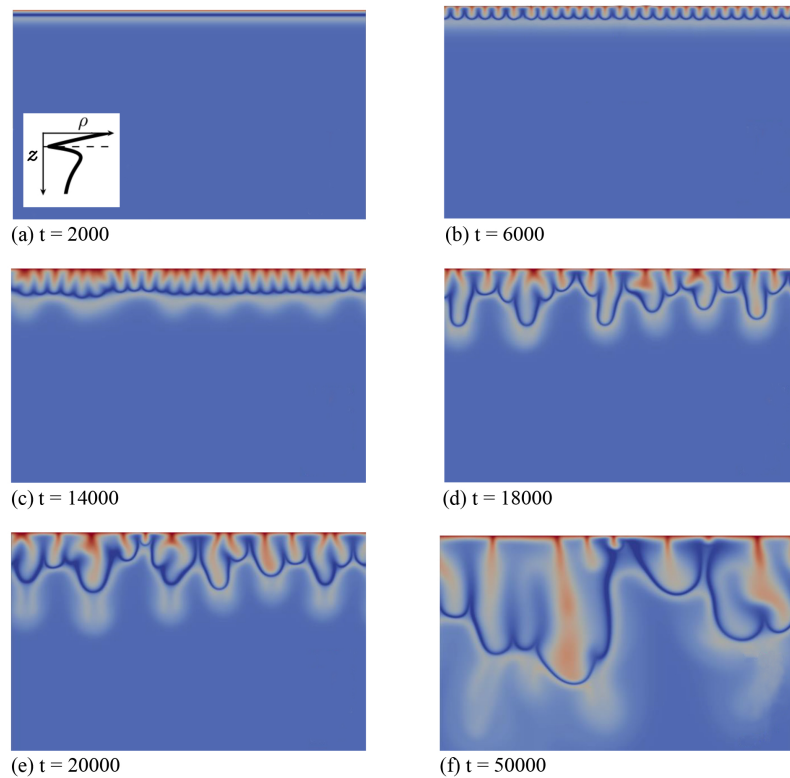 ρ
z
(a) t = 2000
(b) t = 6000
(c) t = 14000
(d) t = 18000
(e) t = 20000
(f) t = 50000